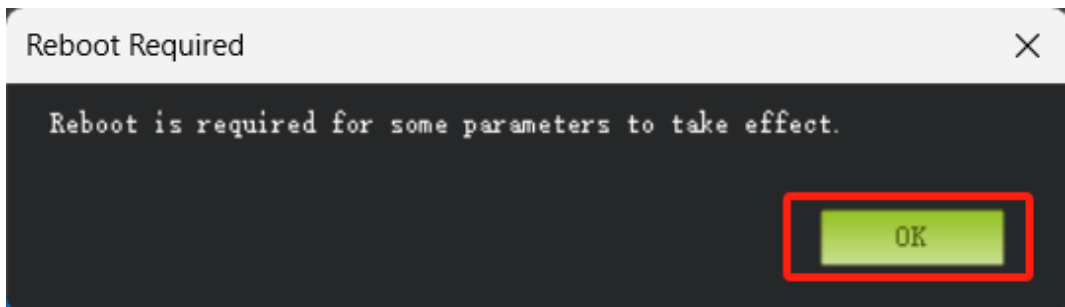 Reboot Required
Reboot is required for some parameters to take effect.
OK